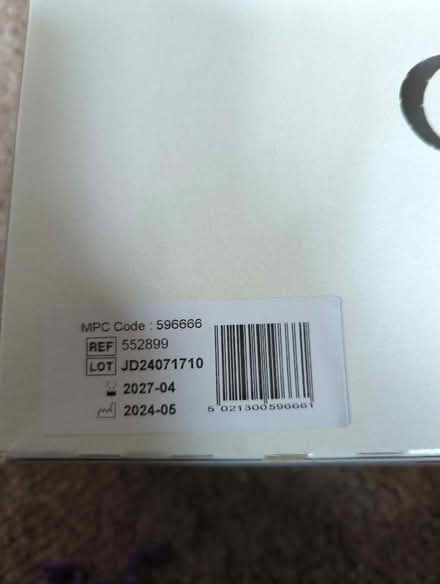 MPC Code : 596666
REF 552899
LOT JD24071710
2027-04
2024-05
5 021300 596661